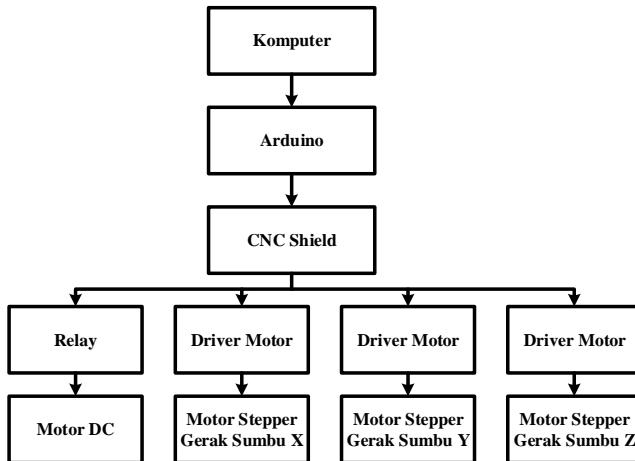 Komputer
Arduino
CNC Shield
Relay
Driver Motor
Driver Motor
Driver Motor
Motor DC
Motor Stepper
Gerak Sumbu X
Motor Stepper
Gerak Sumbu Y
Motor Stepper
Gerak Sumbu Z